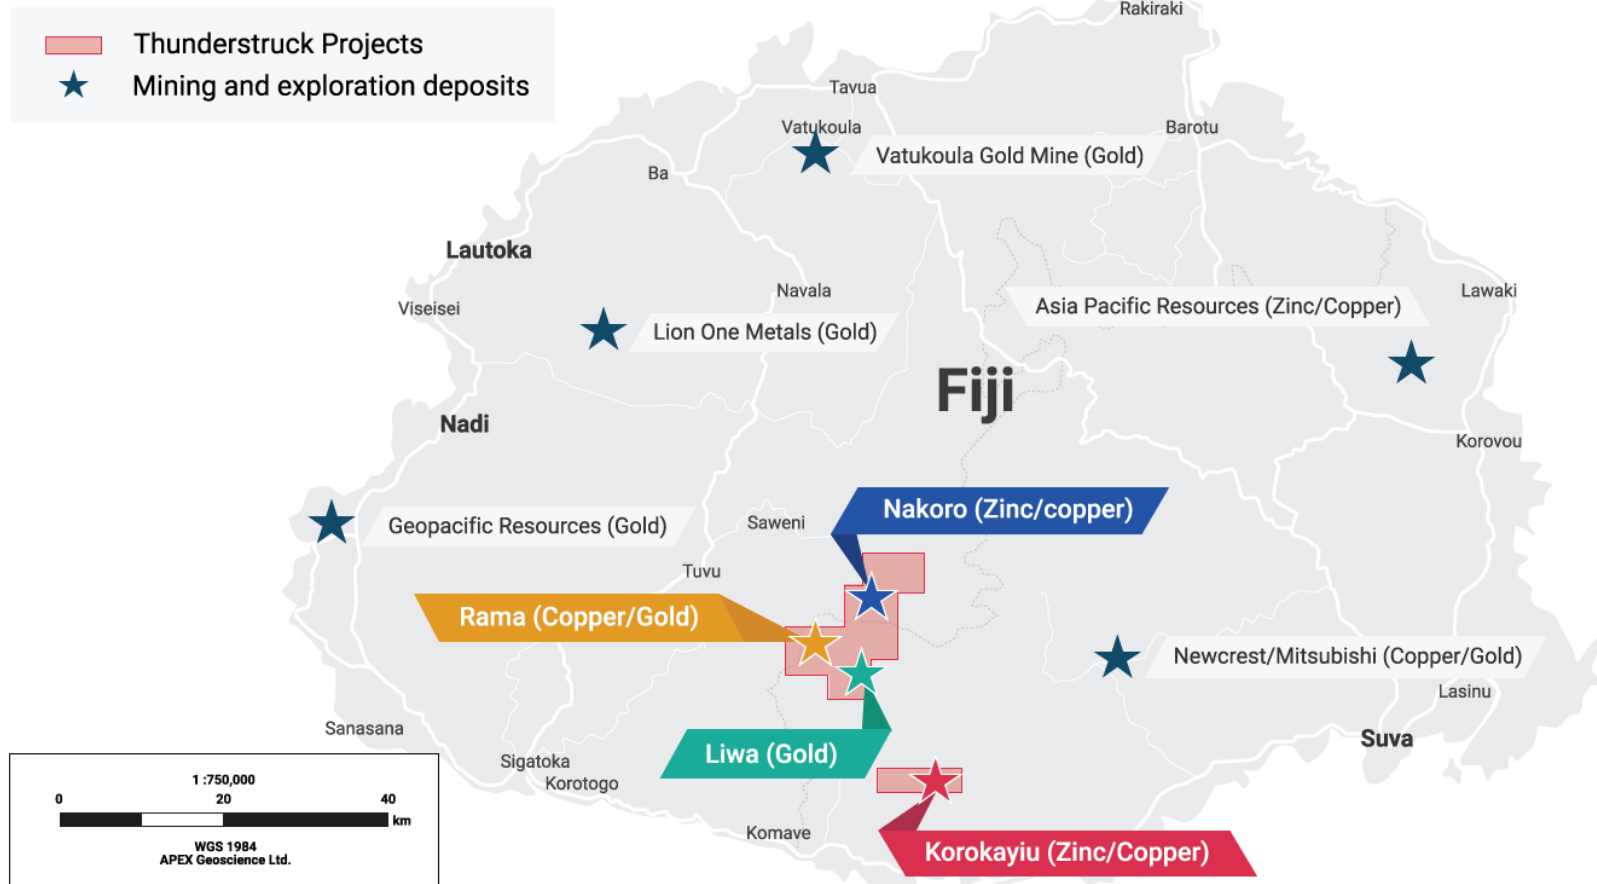 Thunderstruck Projects
Mining and exploration deposits
Rakiraki
Tavua
Vatukoula
Barotu
Vatukoula Gold Mine (Gold)
Ba
Lautoka
Navala
Lawaki
Viseisei
Asia Pacific Resources (Zinc/Copper)
Lion One Metals (Gold)
Fiji
Nadi
Korovou
Nakoro (Zinc/copper)
Geopacific Resources (Gold)
Saweni
Tuvu
Rama (Copper/Gold)
Newcrest/Mitsubishi (Copper/Gold)
Lasinu
Sanasana
Suva
Liwa (Gold)
Sigatoka
Korotogo
Komave
Korokayiu (Zinc/Copper)
1 :750,000
0 20 40
km
WGS 1984
APEX Geoscience Ltd.